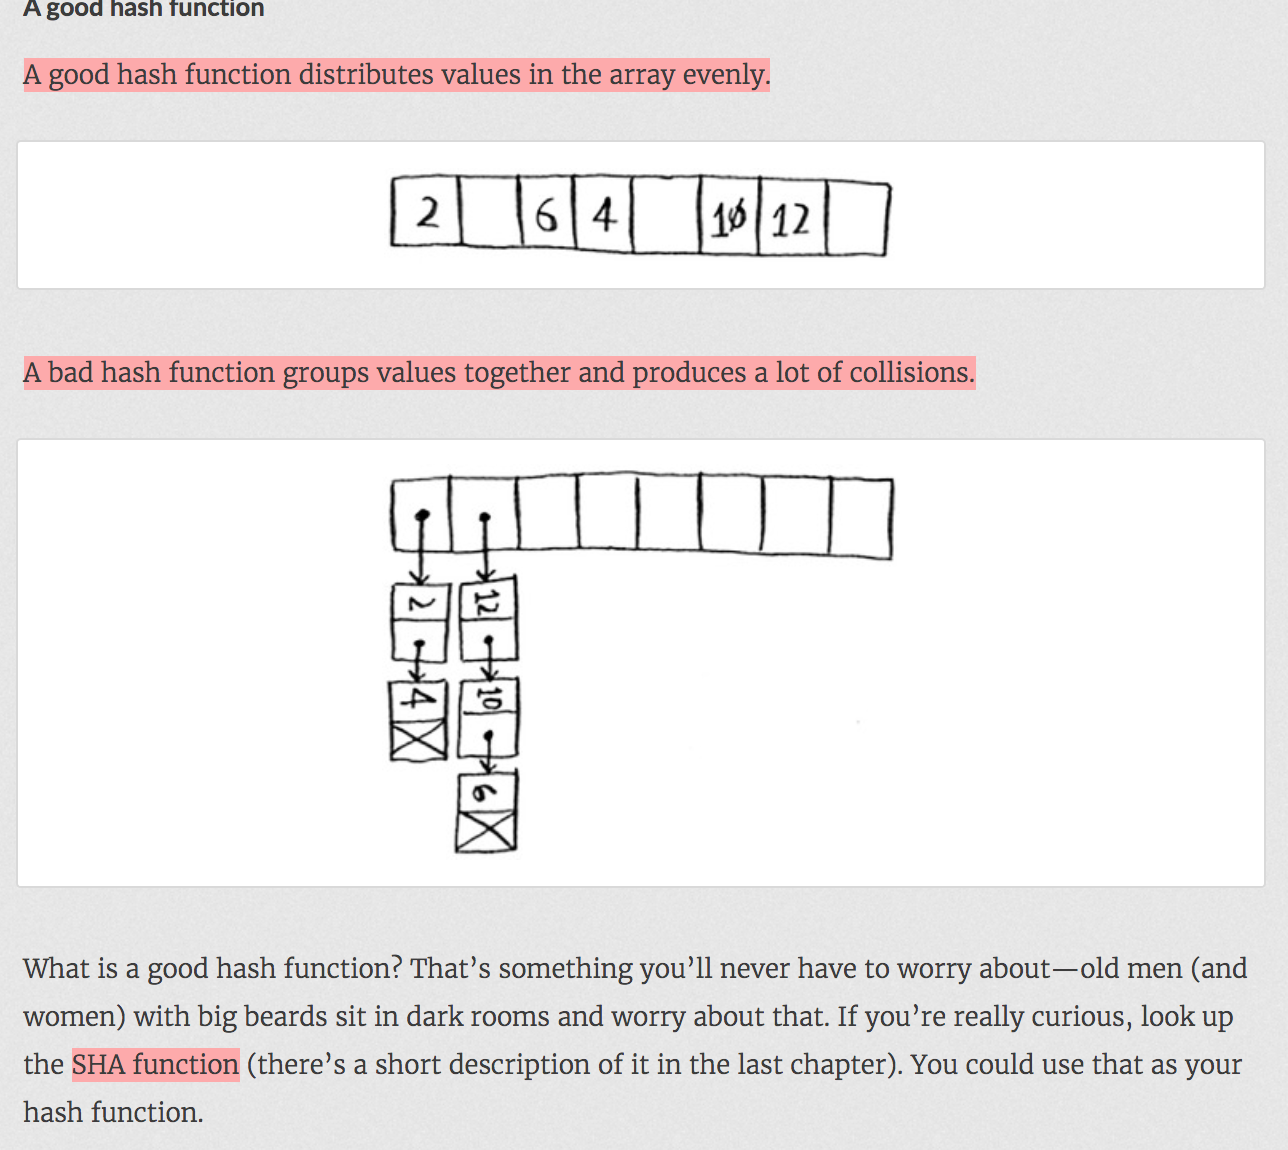 A good hash function
A good hash function distributes values in the array evenly.
2 6 4 10 12
A bad hash function groups values together and produces a lot of collisions.
2 12
4 10
6
What is a good hash function? That’s something you’ll never have to worry about—old men (and
women) with big beards sit in dark rooms and worry about that. If you’re really curious, look up
the SHA function (there’s a short description of it in the last chapter). You could use that as your
hash function.